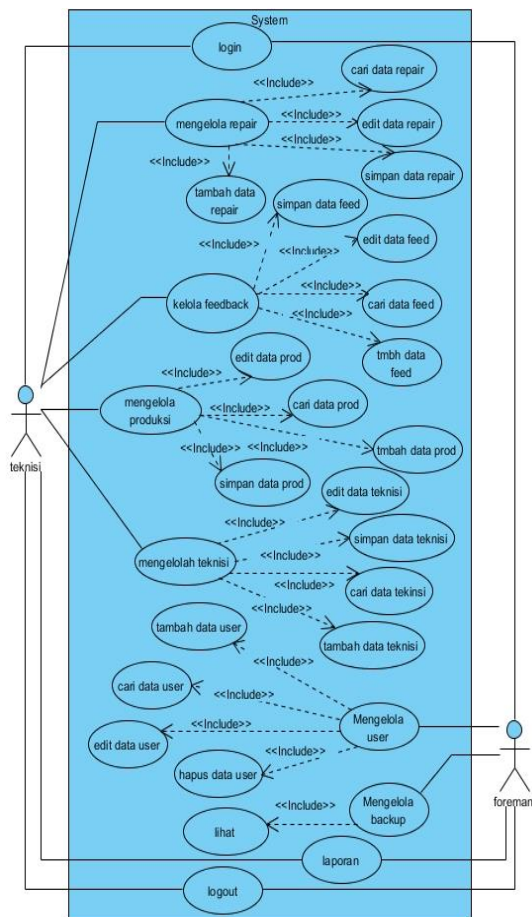 System
login
cari data repair
<<Include>>
mengelola repair
<<Include>>
edit data repair
<<Include>>
<<Include>>
simpan data repair
tambah data
repair
simpan data feed
<<Include>>
edit data feed
<<Include>>
kelola feedback
<<Include>>
cari data feed
<<Include>>
tmbh data
feed
edit data prod
<<Include>>
mengelola
produksi
<<Include>>
cari data prod
<<Include>>
<<Include>>
tmbah data prod
simpan data prod
edit data teknisi
<<Include>>
simpan data teknisi
<<Include>>
mengelolah teknisi
<<Include>>
cari data tekinsi
<<Include>>
tambah data teknisi
teknisi
tambah data user
<<Include>>
cari data user
<<Include>>
Mengelola
user
edit data user
<<Include>>
hapus data user
<<Include>>
Mengelola
backup
<<Include>>
lihat
foreman
laporan
logout